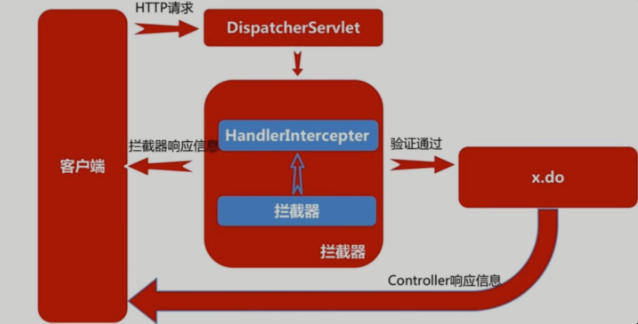 HTTP请求
DispatcherServlet
HandlerIntercepter
拦截器响应信息
验证通过
客户端
x.do
拦截器
拦截器
Controller响应信息